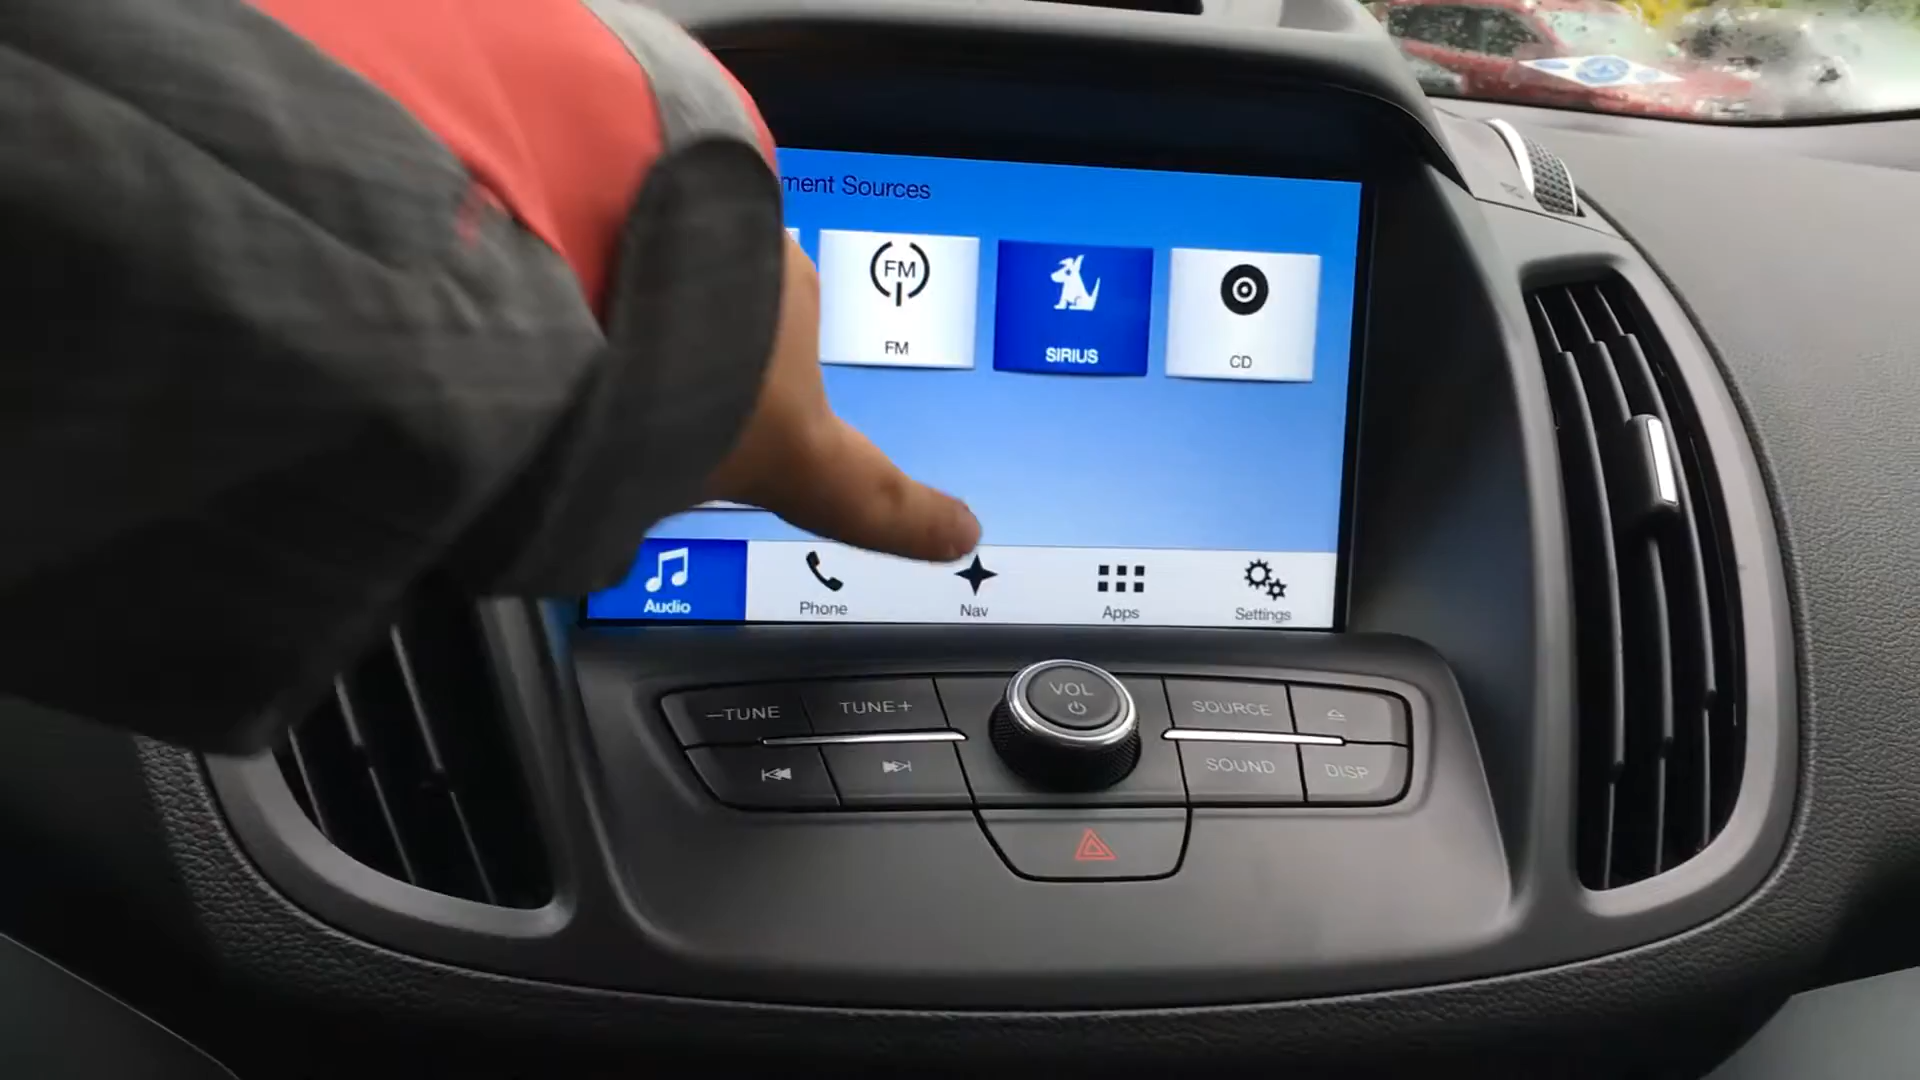 ment Sources
FM
FM
SIRIUS
CD
Audio
Phone
Nav
Apps
Settings
VOL
–TUNE
TUNE+
SOURCE
SOUND
DISP